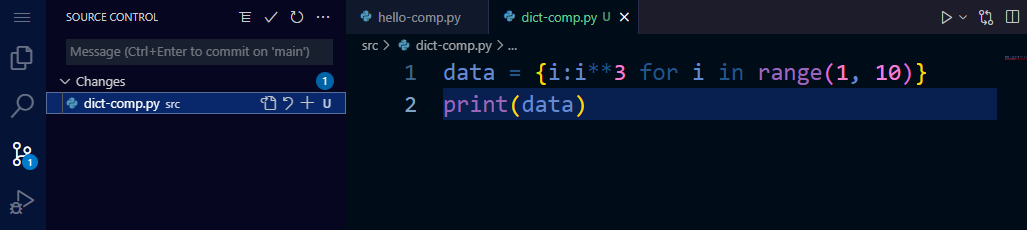 SOURCE CONTROL
Message (Ctrl+Enter to commit on 'main')
Changes 1
dict-comp.py src U
1
hello-comp.py dict-comp.py U
src > dict-comp.py > ...
1 data = {i:i**3 for i in range(1, 10)}
2 print(data)